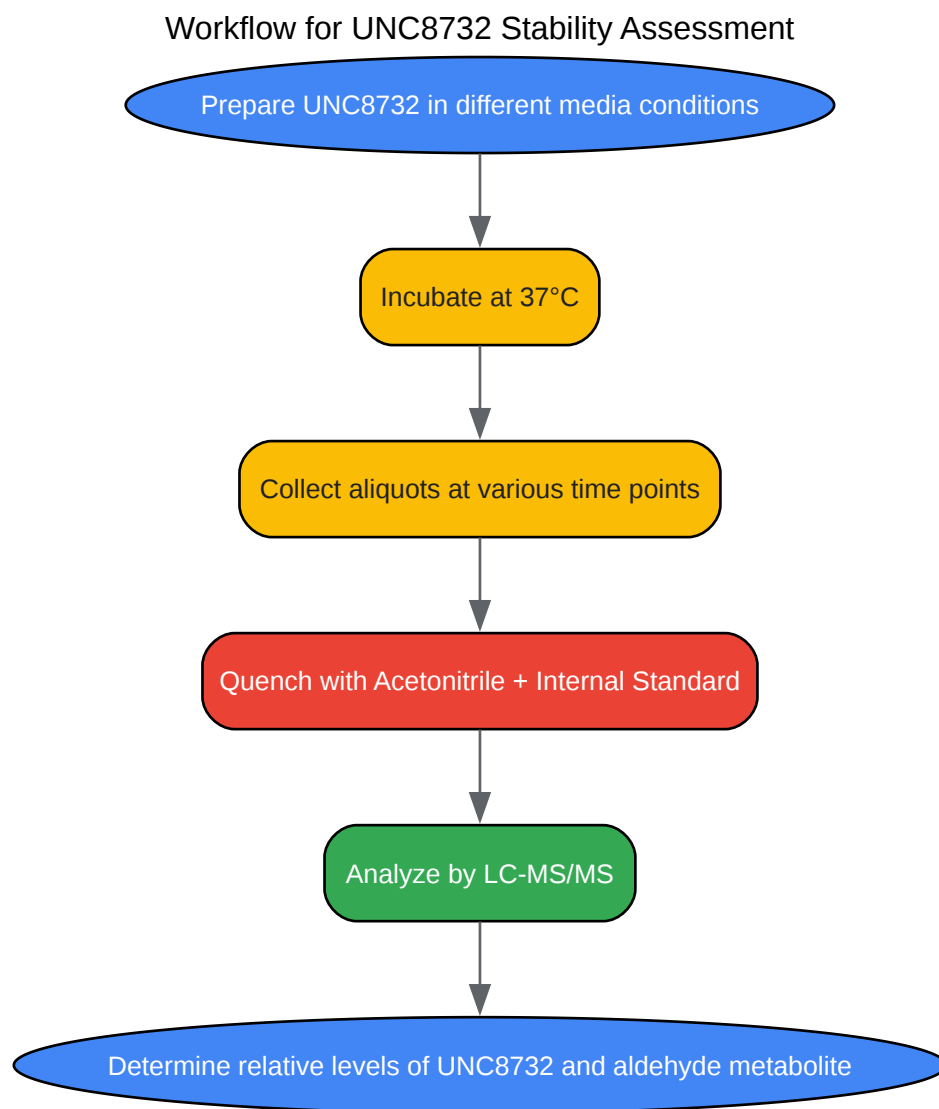 Workflow for UNC8732 Stability Assessment
Prepare UNC8732 in different media conditions
Incubate at 37°C
Collect aliquots at various time points
Quench with Acetonitrile + Internal Standard
Analyze by LC-MS/MS
Determine relative levels of UNC8732 and aldehyde metabolite